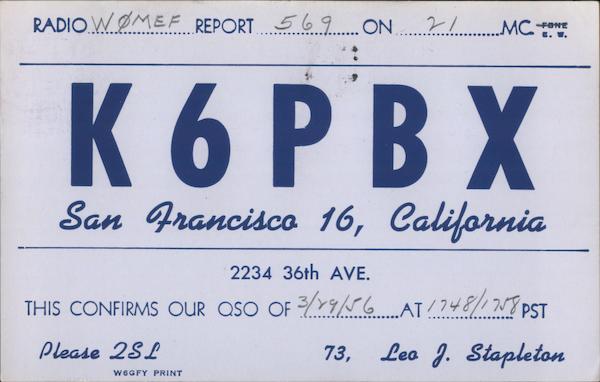 RADIO WØMEF REPORT 569 ON 21 MC FONE C. W.
K6PBX
San Francisco 16, California
2234 36th AVE.
THIS CONFIRMS OUR QSO OF 3/29/56 AT 1748/1758 PST
Please QSL 73, Leo J. Stapleton
W6GFY PRINT